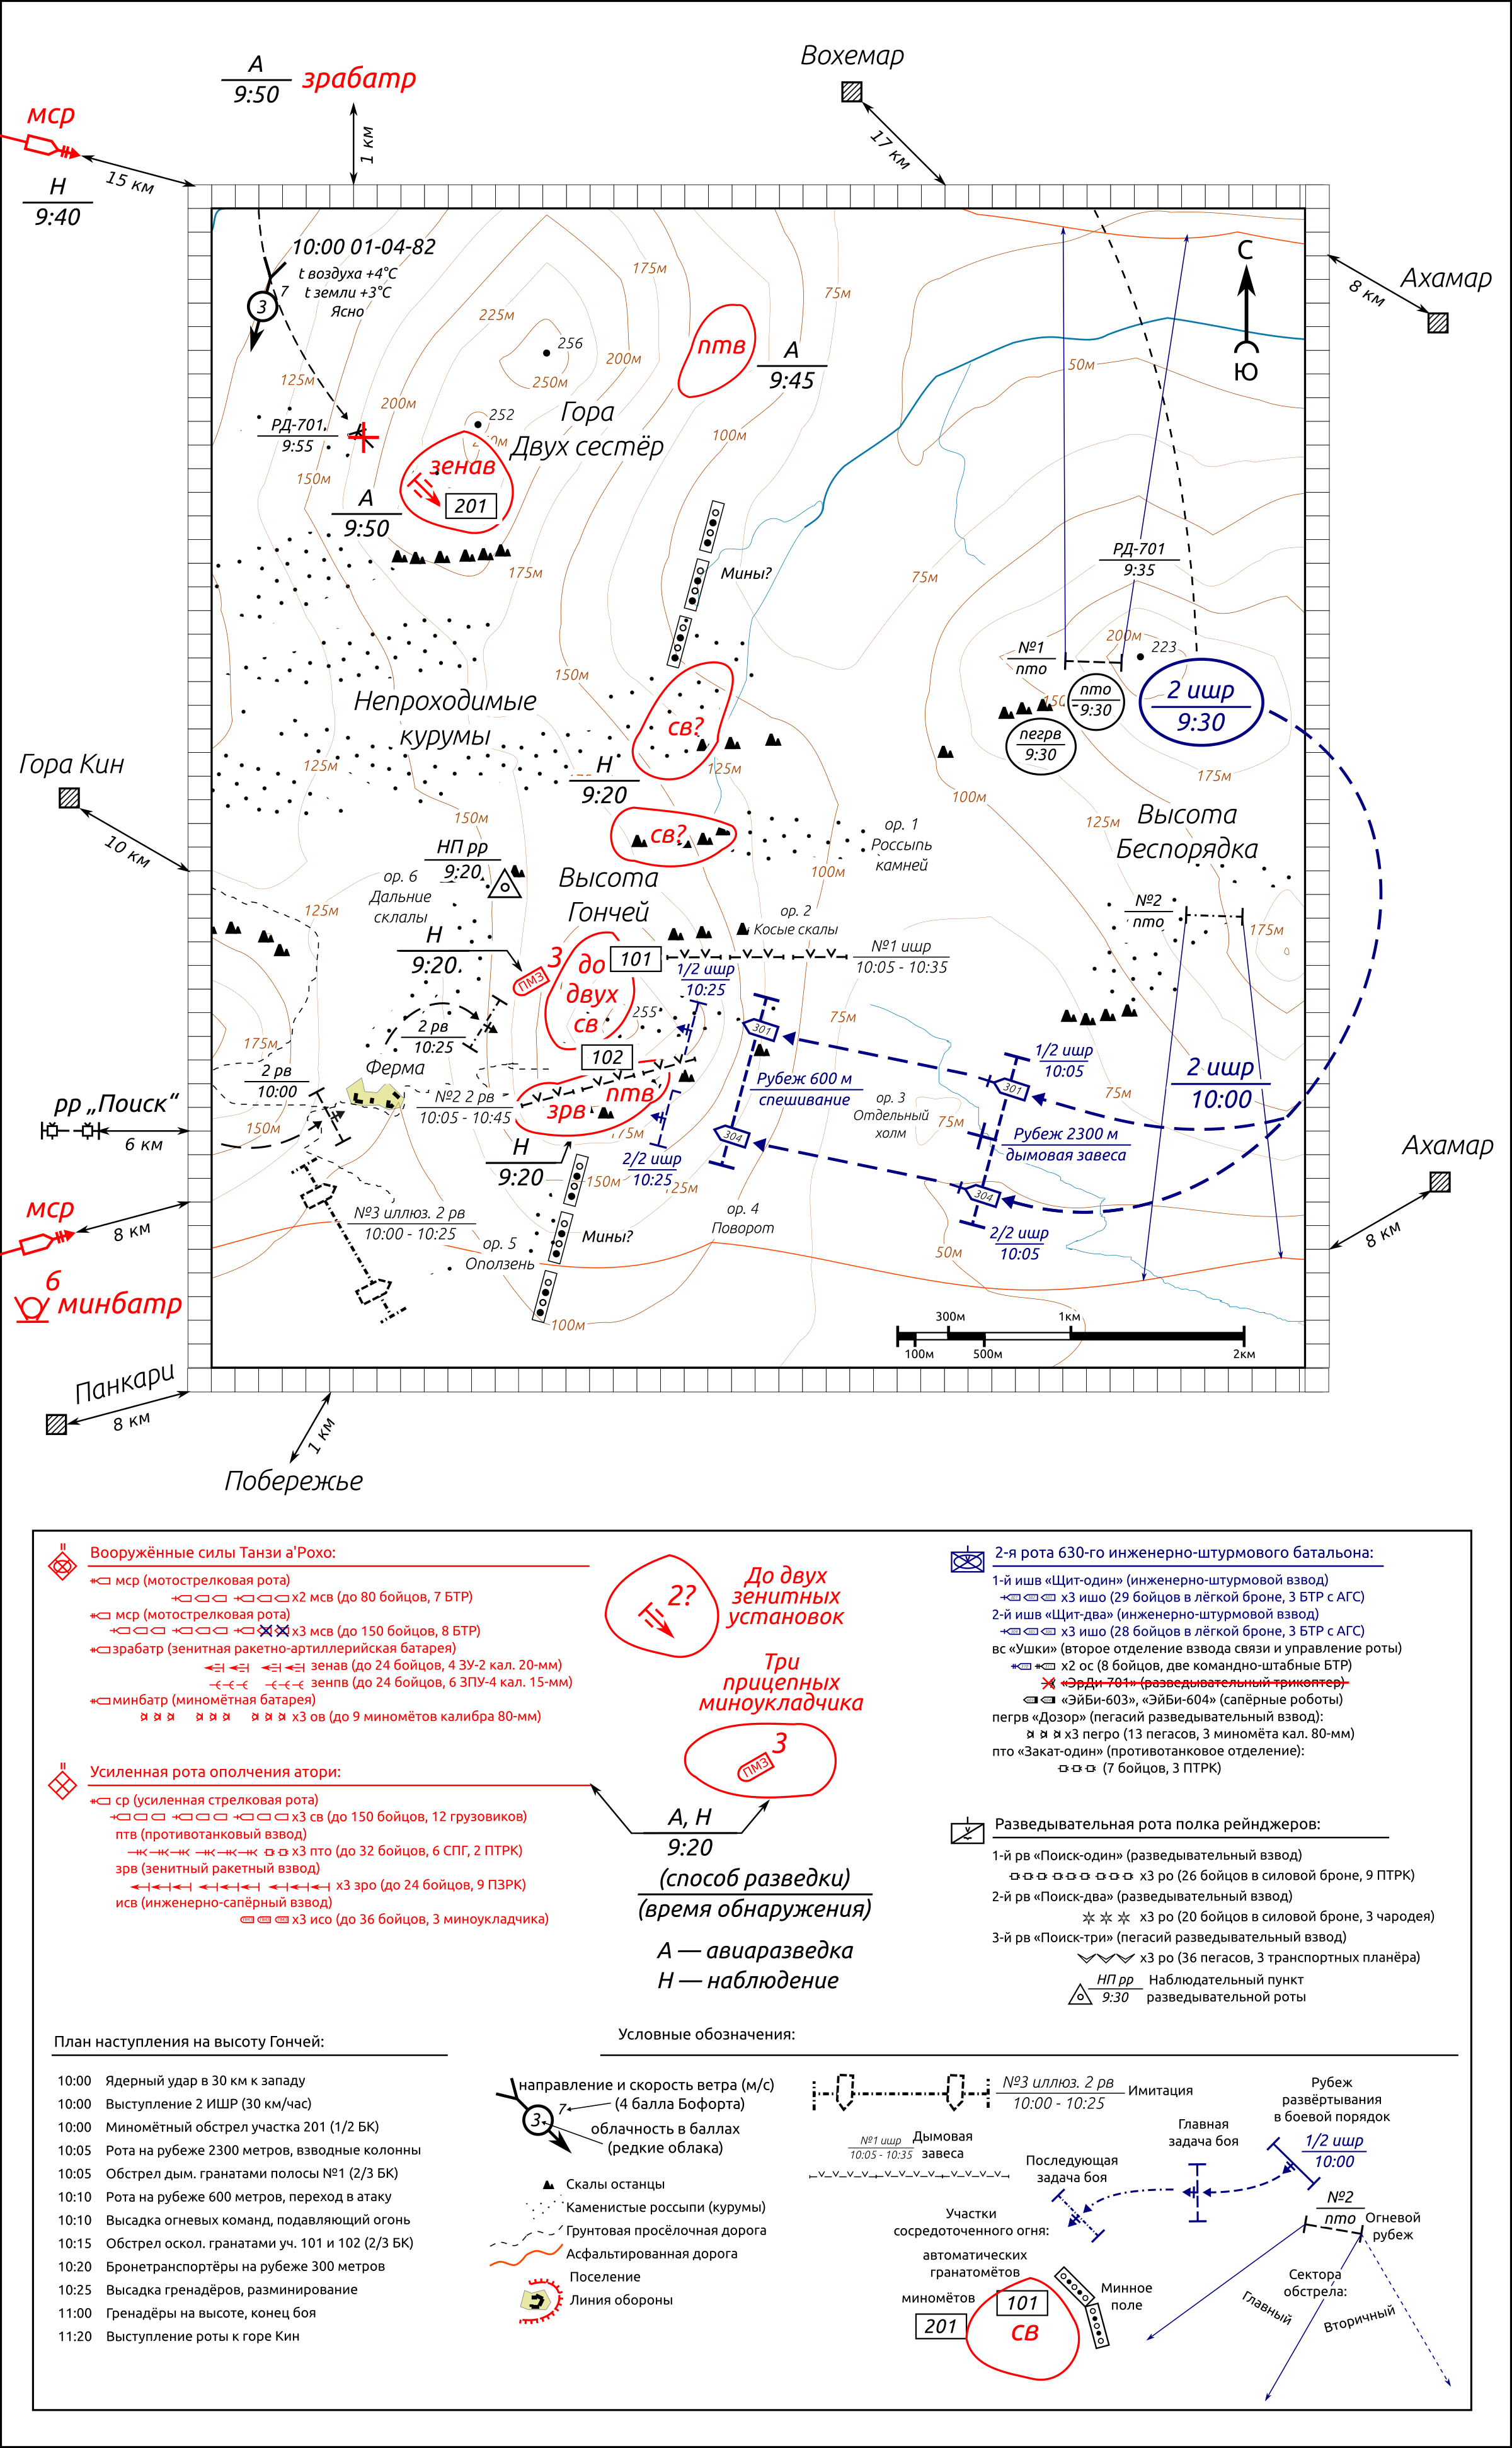 А
9:50
зрабатр
Вохемар
мср
15 км
1 км
17 км
Н
9:40
Ахамар
8 км
10:00 01-04-82
t воздуха +4°C
t земли +3°C
Ясно
7
3
С
Ю
175м
75м
225м
256
200м
250м
125м
200м
252
птв
А
9:45
50м
Гора
Двух сестёр
РД-701
9:55
зенав
201
100м
150м
А
9:50
175м
Мины?
75м
РД-701
9:35
200м
223
№1
пто
пто
9:30
пегрв
9:30
2 ишр
9:30
150м
Непроходимые
курумы
св?
125м
Н
9:20
125м
175м
Гора Кин
10 км
100м
150м
св?
ор. 1
Россыпь
камней
125м
Высота
Беспорядка
НП рр
9:20
ор. 6
Дальние
склалы
Высота
Гончей
100м
125м
ор. 2
Косые скалы
№2
пто
175м
Н
9:20
3
ПМЗ
до
двух
св
101
№1 ишр
10:05 - 10:35
1/2 ишр
10:25
255
75м
301
2 рв
10:25
102
175м
Ферма
2 рв
10:00
№2 2 рв
10:05 - 10:45
птв
зрв
Рубеж 600 м
спешивание
ор. 3
Отдельный
холм
75м
1/2 ишр
10:05
301
2 ишр
10:00
75м
Рубеж 2300 м
дымовая завеса
рр „Поиск“
6 км
150м
304
175м
Н
9:20
2/2 ишр
10:25
150м
125м
304
Ахамар
8 км
мср
8 км
№3 иллюз. 2 рв
10:00 - 10:25
ор. 5
Оползень
Мины?
ор. 4
Поворот
2/2 ишр
10:05
50м
6
минбатр
100м
300м
1км
100м
500м
2км
Панкари
8 км
1 км
Побережье
Вооружённые силы Танзи а'Рохо:
мср (мотострелковая рота)
х2 мсв (до 80 бойцов, 7 БТР)
мср (мотострелковая рота)
х3 мсв (до 150 бойцов, 8 БТР)
зрабатр (зенитная ракетно-артиллерийская батарея)
зенав (до 24 бойцов, 4 ЗУ-2 кал. 20-мм)
зенпв (до 24 бойцов, 6 ЗПУ-4 кал. 15-мм)
минбатр (миномётная батарея)
х3 ов (до 9 миномётов калибра 80-мм)
Усиленная рота ополчения атори:
ср (усиленная стрелковая рота)
х3 св (до 150 бойцов, 12 грузовиков)
птв (противотанковый взвод)
х3 пто (до 32 бойцов, 6 СПГ, 2 ПТРК)
зрв (зенитный ракетный взвод)
х3 зро (до 24 бойцов, 9 ПЗРК)
исв (инженерно-сапёрный взвод)
х3 исо (до 36 бойцов, 3 миноукладчика)
2?
До двух
зенитных
установок
Три
прицепных
миноукладчика
3
ПМЗ
А, Н
9:20
(способ разведки)
(время обнаружения)
А — авиаразведка
Н — наблюдение
2-я рота 630-го инженерно-штурмового батальона:
1-й ишв «Щит-один» (инженерно-штурмовой взвод)
х3 ишо (29 бойцов в лёгкой броне, 3 БТР с АГС)
2-й ишв «Щит-два» (инженерно-штурмовой взвод)
х3 ишо (28 бойцов в лёгкой броне, 3 БТР с АГС)
вс «Ушки» (второе отделение взвода связи и управление роты)
х2 ос (8 бойцов, две командно-штабные БТР)
«ЭрДи-701» (разведывательный трикоптер)
«ЭйБи-603», «ЭйБи-604» (сапёрные роботы)
пегрв «Дозор» (пегасий разведывательный взвод):
х3 пегро (13 пегасов, 3 миномёта кал. 80-мм)
пто «Закат-один» (противотанковое отделение):
(7 бойцов, 3 ПТРК)
Разведывательная рота полка рейнджеров:
1-й рв «Поиск-один» (разведывательный взвод)
х3 ро (26 бойцов в силовой броне, 9 ПТРК)
2-й рв «Поиск-два» (разведывательный взвод)
х3 ро (20 бойцов в силовой броне, 3 чародея)
3-й рв «Поиск-три» (пегасий разведывательный взвод)
х3 ро (36 пегасов, 3 транспортных планёра)
НП рр
9:30
Наблюдательный пункт
разведывательной роты
План наступления на высоту Гончей:
10:00 Ядерный удар в 30 км к западу
10:00 Выступление 2 ИШР (30 км/час)
10:00 Миномётный обстрел участка 201 (1/2 БК)
10:05 Рота на рубеже 2300 метров, взводные колонны
10:05 Обстрел дым. гранатами полосы №1 (2/3 БК)
10:10 Рота на рубеже 600 метров, переход в атаку
10:10 Высадка огневых команд, подавляющий огонь
10:15 Обстрел оскол. гранатами уч. 101 и 102 (2/3 БК)
10:20 Бронетранспортёры на рубеже 300 метров
10:25 Высадка гренадёров, разминирование
11:00 Гренадёры на высоте, конец боя
11:20 Выступление роты к горе Кин
Условные обозначения:
направление и скорость ветра (м/с)
7
(4 балла Бофорта)
3
облачность в баллах
(редкие облака)
Скалы останцы
Каменистые россыпи (курумы)
Грунтовая просёлочная дорога
Асфальтированная дорога
Поселение
Линия обороны
№3 иллюз. 2 рв
10:00 - 10:25
Имитация
№1 ишр
10:05 - 10:35
Дымовая
завеса
Рубеж
развёртывания
в боевой порядок
1/2 ишр
10:00
Главная
задача боя
Последующая
задача боя
Участки
сосредоточенного огня:
автоматических
гранатомётов
миномётов
101
201
св
Минное
поле
№2
пто
Огневой
рубеж
Сектора
обстрела:
Главный
Вторичный